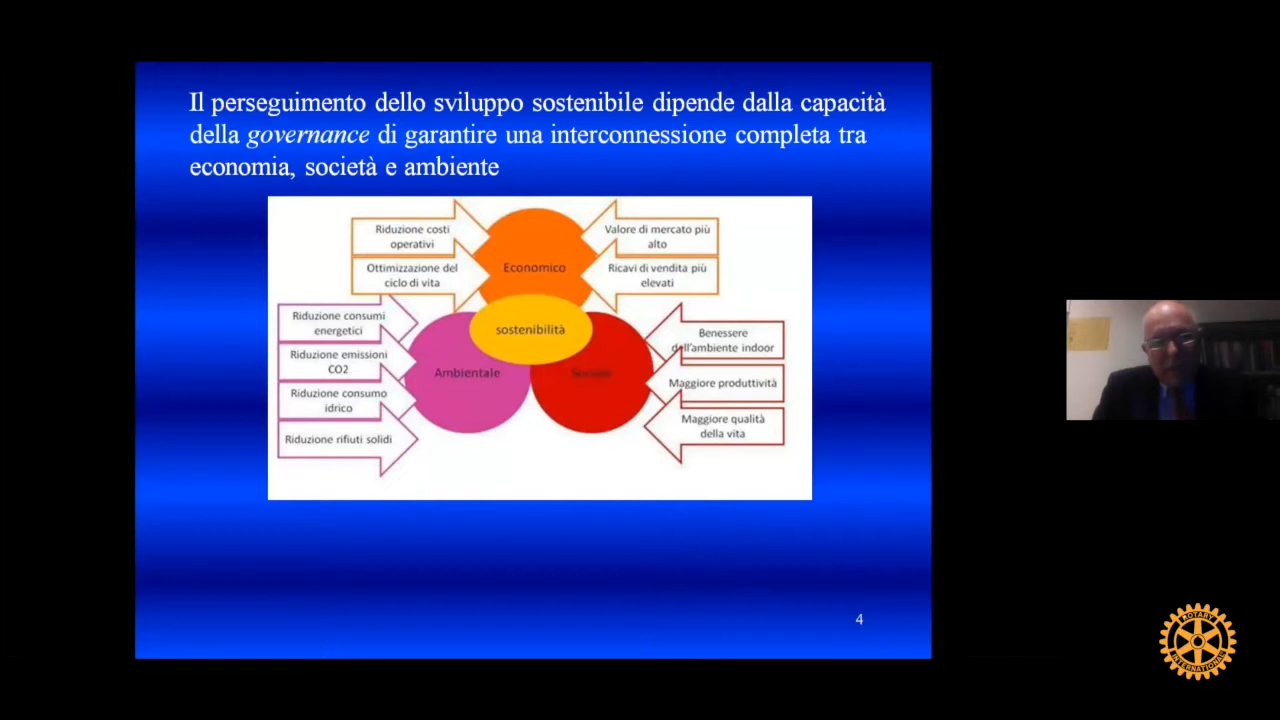 Il perseguimento dello sviluppo sostenibile dipende dalla capacità
della governance di garantire una interconnessione completa tra
economia, società e ambiente
Riduzione costi
operativi
Ottimizzazione del
ciclo di vita
Economico
Valore di mercato più
alto
Ricavi di vendita più
elevati
sostenibilità
Riduzione consumi
energetici
Riduzione emissioni
CO2
Riduzione consumo
idrico
Riduzione rifiuti solidi
Ambientale
Sociale
Benessere
dell'ambiente indoor
Maggiore produttività
Maggiore qualità
della vita
4
ROTARY
INTERNATIONAL